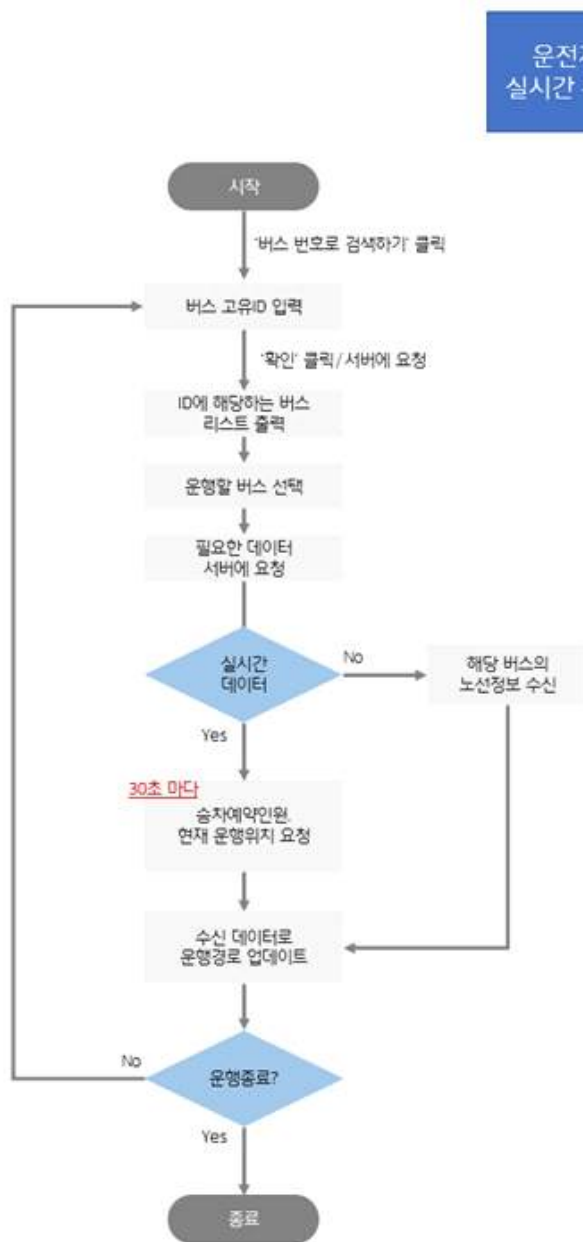 운전
실시간
시작
'버스 번호로 검색하기' 클릭
버스 고유ID 입력
'확인' 클릭/서버에 요청
ID에 해당하는 버스
리스트 출력
운행할 버스 선택
필요한 데이터
서버에 요청
실시간
데이터
No
해당 버스의
노선정보 수신
Yes
30초 마다
승차예약인원,
현재 운행위치 요청
수신 데이터로
운행경로 업데이트
No
운행종료?
Yes
종료